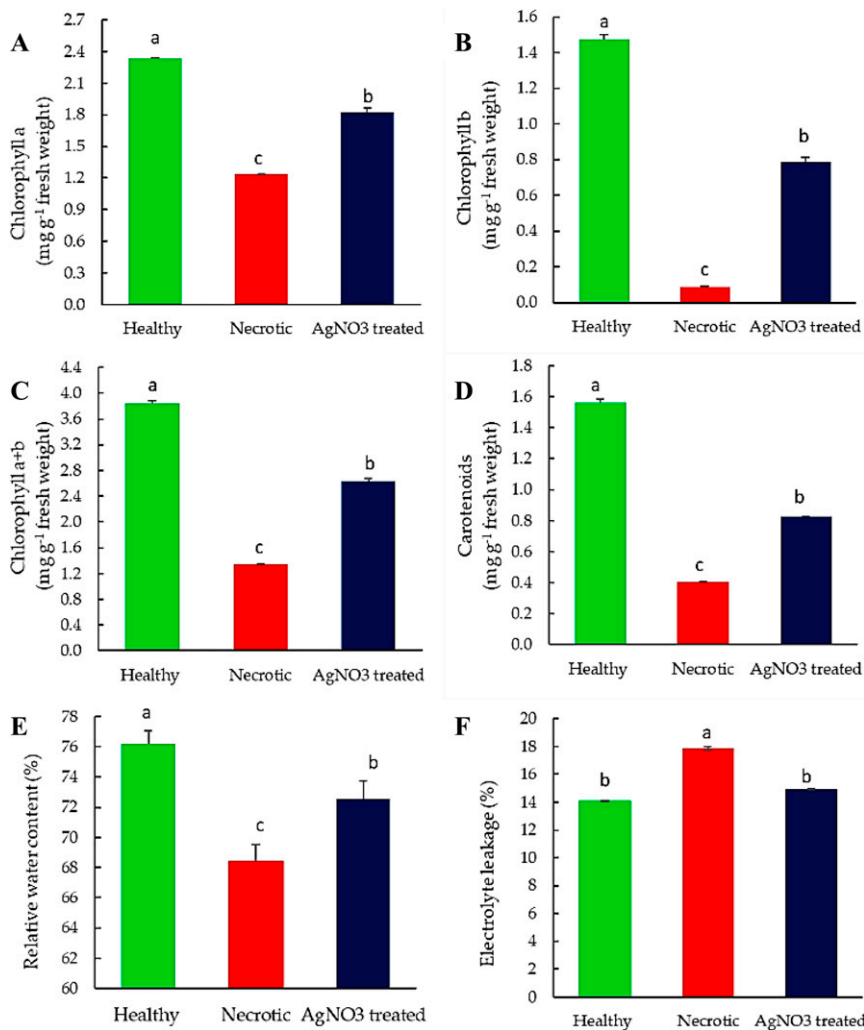 A
Chlorophyll a
(mg g-1 fresh weight)
2.7
2.4
2.1
1.8
1.5
1.2
0.9
0.6
0.3
0.0
a
c
b
Healthy
Necrotic
AgNO3 treated
B
Chlorophyll b
(mg g-1 fresh weight)
1.6
1.4
1.2
1.0
0.8
0.6
0.4
0.2
0.0
a
c
b
Healthy
Necrotic
AgNO3 treated
C
Chlorophyll a+b
(mg g-1 fresh weight)
4.4
4.0
3.6
3.2
2.8
2.4
2.0
1.6
1.2
0.8
0.4
0.0
a
c
b
Healthy
Necrotic
AgNO3 treated
D
Carotenoids
(mg g-1 fresh weight)
1.8
1.6
1.4
1.2
1.0
0.8
0.6
0.4
0.2
0.0
a
c
b
Healthy
Necrotic
AgNO3 treated
E
Relative water content (%)
78
76
74
72
70
68
66
64
62
60
a
c
b
Healthy
Necrotic
AgNO3 treated
F
Electrolyte leakage (%)
20
18
16
14
12
10
8
6
4
2
0
b
a
b
Healthy
Necrotic
AgNO3 treated